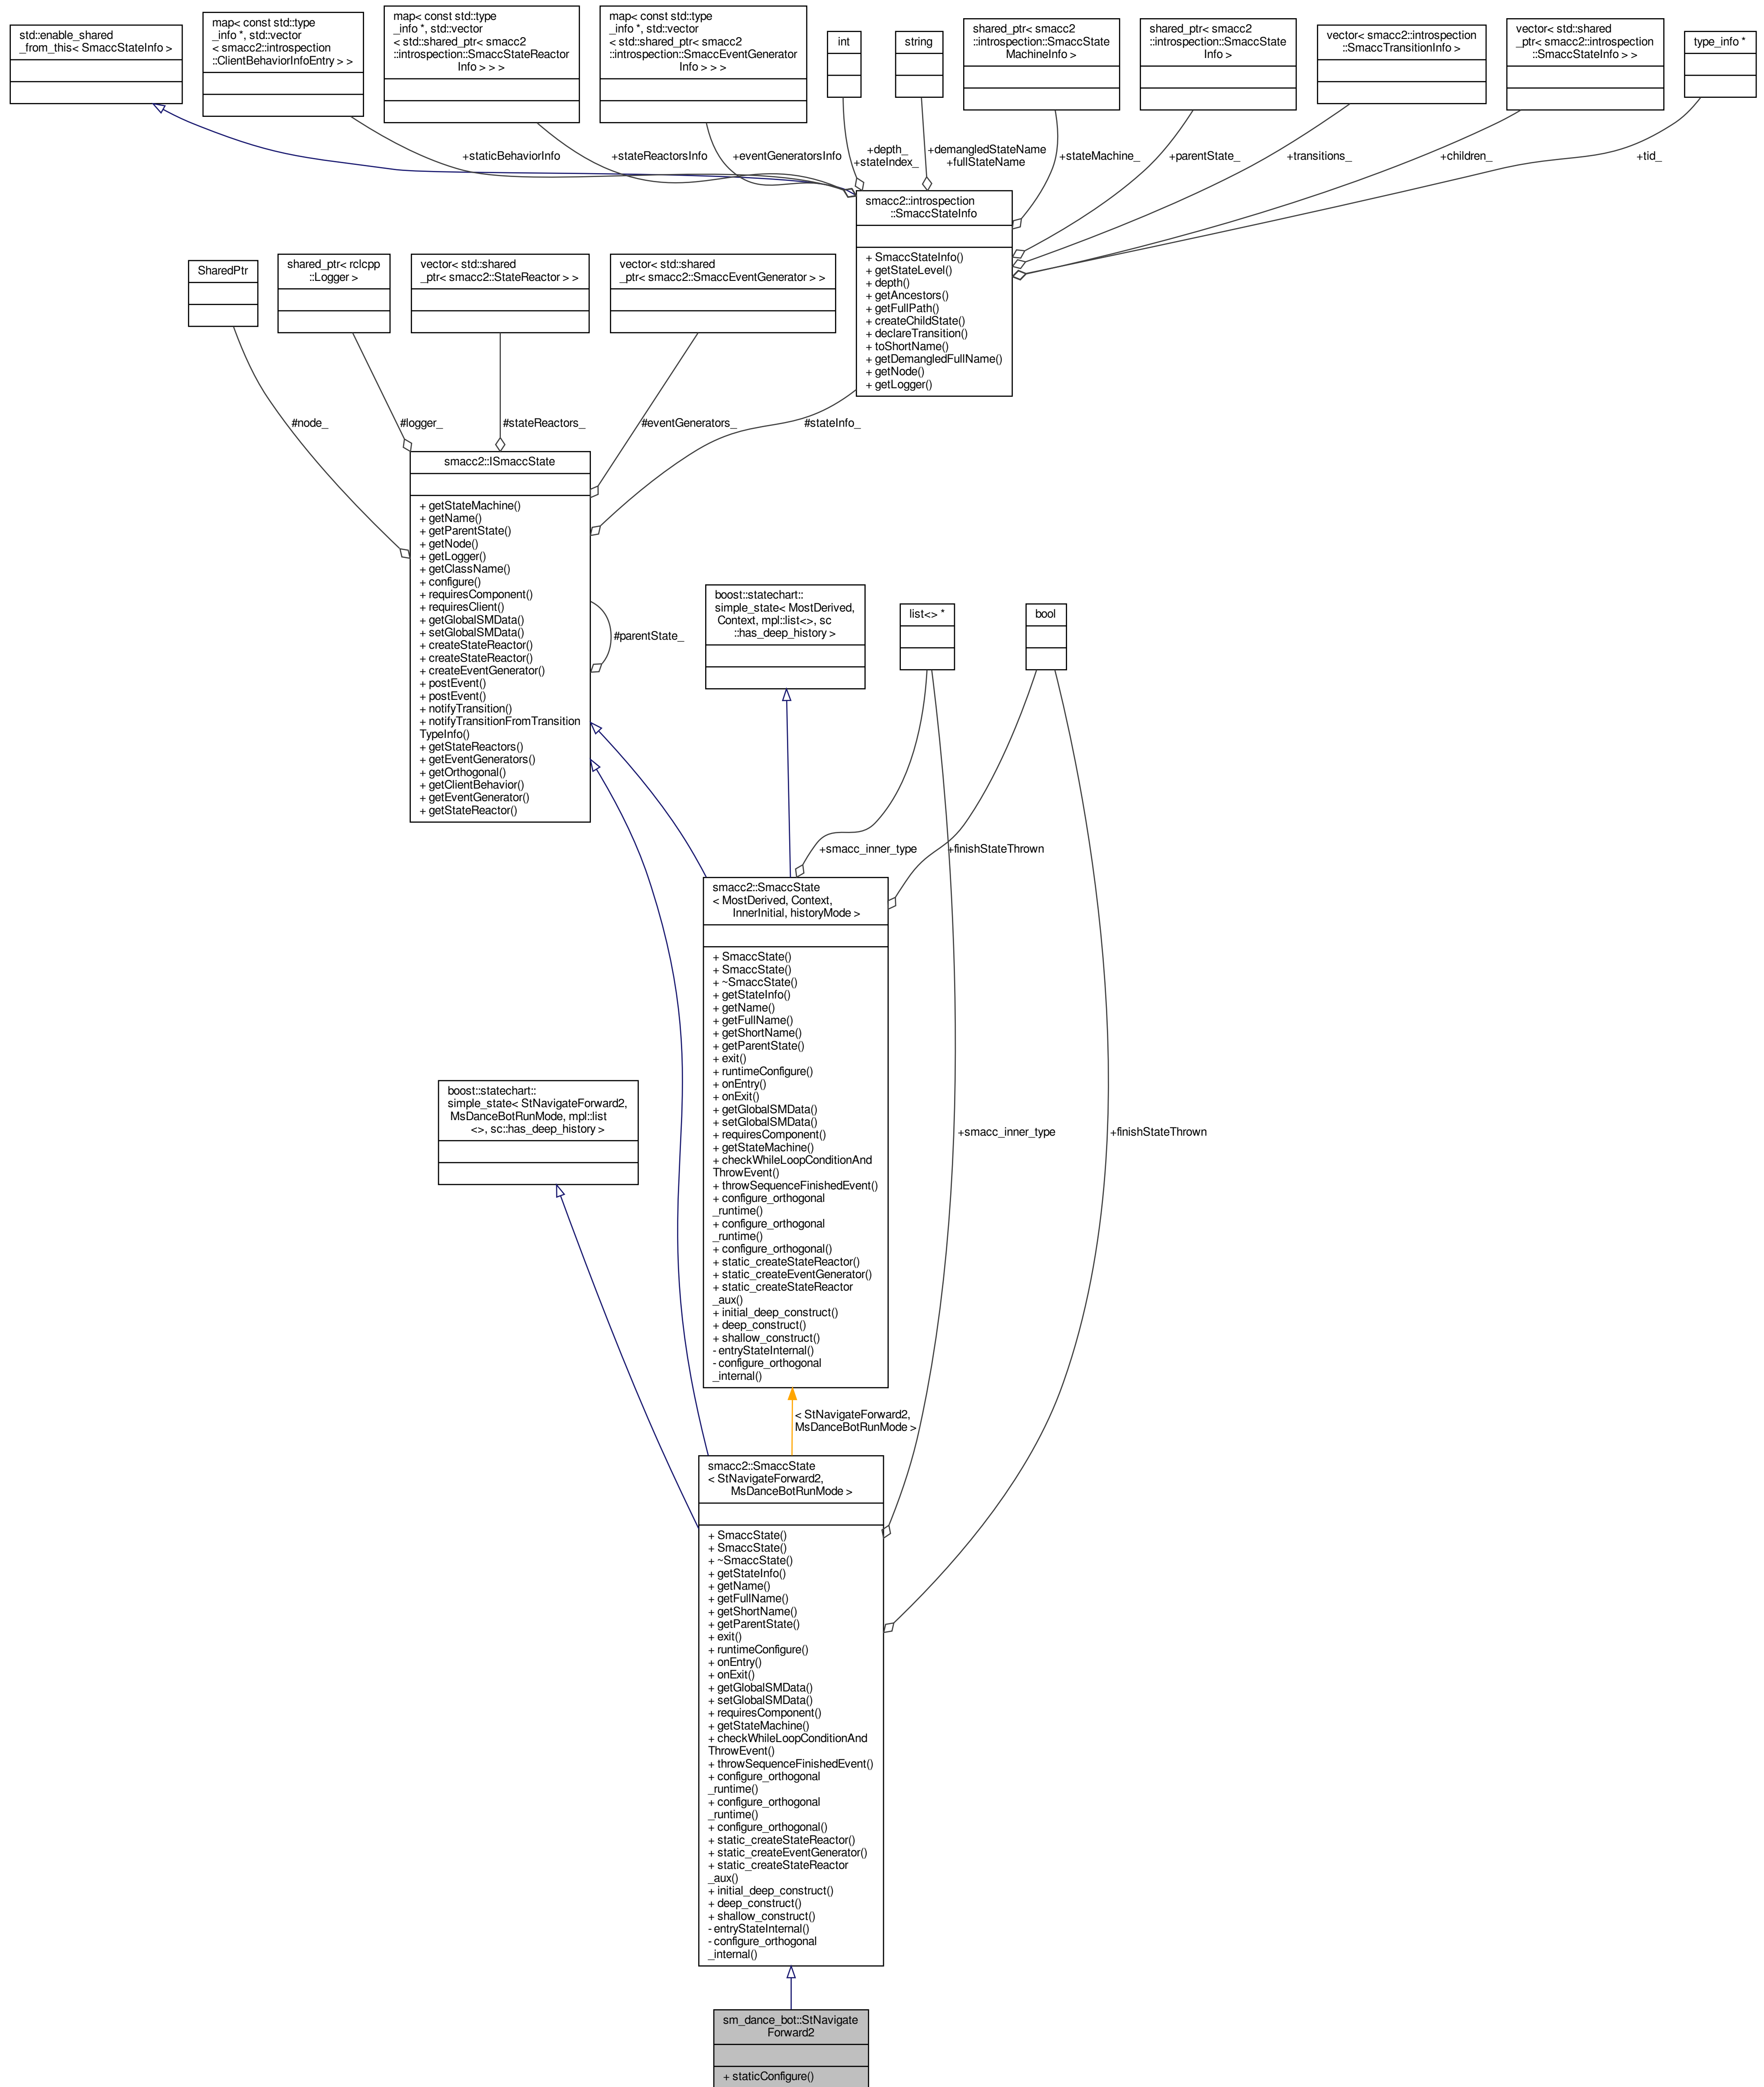 std::enable_shared
_from_this< SmaccStateInfo >
map< const std::type
_info *, std::vector
< smacc2::introspection
::ClientBehaviorInfoEntry > >
map< const std::type
_info *, std::vector
< std::shared_ptr< smacc2
::introspection::SmaccStateReactor
Info > > >
map< const std::type
_info *, std::vector
< std::shared_ptr< smacc2
::introspection::SmaccEventGenerator
Info > > >
int
string
shared_ptr< smacc2
::introspection::SmaccState
MachineInfo >
shared_ptr< smacc2
::introspection::SmaccState
Info >
vector< smacc2::introspection
::SmaccTransitionInfo >
vector< std::shared
_ptr< smacc2::introspection
::SmaccStateInfo > >
type_info *
+staticBehaviorInfo
+stateReactorsInfo
+eventGeneratorsInfo
+depth_
+stateIndex_
+demangledStateName
+fullStateName
+stateMachine_
+parentState_
+transitions_
+children_
+tid_
smacc2::introspection
::SmaccStateInfo
+ SmaccStateInfo()
+ getStateLevel()
+ depth()
+ getAncestors()
+ getFullPath()
+ createChildState()
+ declareTransition()
+ toShortName()
+ getDemangledFullName()
+ getNode()
+ getLogger()
SharedPtr
shared_ptr< rclcpp
::Logger >
vector< std::shared
_ptr< smacc2::StateReactor > >
vector< std::shared
_ptr< smacc2::SmaccEventGenerator > >
#node_
#logger_
#stateReactors_
#eventGenerators_
#stateInfo_
smacc2::ISmaccState
+ getStateMachine()
+ getName()
+ getParentState()
+ getNode()
+ getLogger()
+ getClassName()
+ configure()
+ requiresComponent()
+ requiresClient()
+ getGlobalSMData()
+ setGlobalSMData()
+ createStateReactor()
+ createStateReactor()
+ createEventGenerator()
+ postEvent()
+ postEvent()
+ notifyTransition()
+ notifyTransitionFromTransition
TypeInfo()
+ getStateReactors()
+ getEventGenerators()
+ getOrthogonal()
+ getClientBehavior()
+ getEventGenerator()
+ getStateReactor()
#parentState_
boost::statechart::
simple_state< MostDerived,
Context, mpl::list<>, sc
::has_deep_history >
list<> *
bool
+smacc_inner_type
+finishStateThrown
smacc2::SmaccState
< MostDerived, Context,
InnerInitial, historyMode >
+ SmaccState()
+ SmaccState()
+ ~SmaccState()
+ getStateInfo()
+ getName()
+ getFullName()
+ getShortName()
+ getParentState()
+ exit()
+ runtimeConfigure()
+ onEntry()
+ onExit()
+ getGlobalSMData()
+ setGlobalSMData()
+ requiresComponent()
+ getStateMachine()
+ checkWhileLoopConditionAnd
ThrowEvent()
+ throwSequenceFinishedEvent()
+ configure_orthogonal
_runtime()
+ configure_orthogonal
_runtime()
+ configure_orthogonal()
+ static_createStateReactor()
+ static_createEventGenerator()
+ static_createStateReactor
_aux()
+ initial_deep_construct()
+ deep_construct()
+ shallow_construct()
- entryStateInternal()
- configure_orthogonal
_internal()
boost::statechart::
simple_state< StNavigateForward2,
MsDanceBotRunMode, mpl::list
<>, sc::has_deep_history >
+smacc_inner_type
+finishStateThrown
< StNavigateForward2,
MsDanceBotRunMode >
smacc2::SmaccState
< StNavigateForward2,
MsDanceBotRunMode >
+ SmaccState()
+ SmaccState()
+ ~SmaccState()
+ getStateInfo()
+ getName()
+ getFullName()
+ getShortName()
+ getParentState()
+ exit()
+ runtimeConfigure()
+ onEntry()
+ onExit()
+ getGlobalSMData()
+ setGlobalSMData()
+ requiresComponent()
+ getStateMachine()
+ checkWhileLoopConditionAnd
ThrowEvent()
+ throwSequenceFinishedEvent()
+ configure_orthogonal
_runtime()
+ configure_orthogonal
_runtime()
+ configure_orthogonal()
+ static_createStateReactor()
+ static_createEventGenerator()
+ static_createStateReactor
_aux()
+ initial_deep_construct()
+ deep_construct()
+ shallow_construct()
- entryStateInternal()
- configure_orthogonal
_internal()
sm_dance_bot::StNavigate
Forward2
+ staticConfigure()